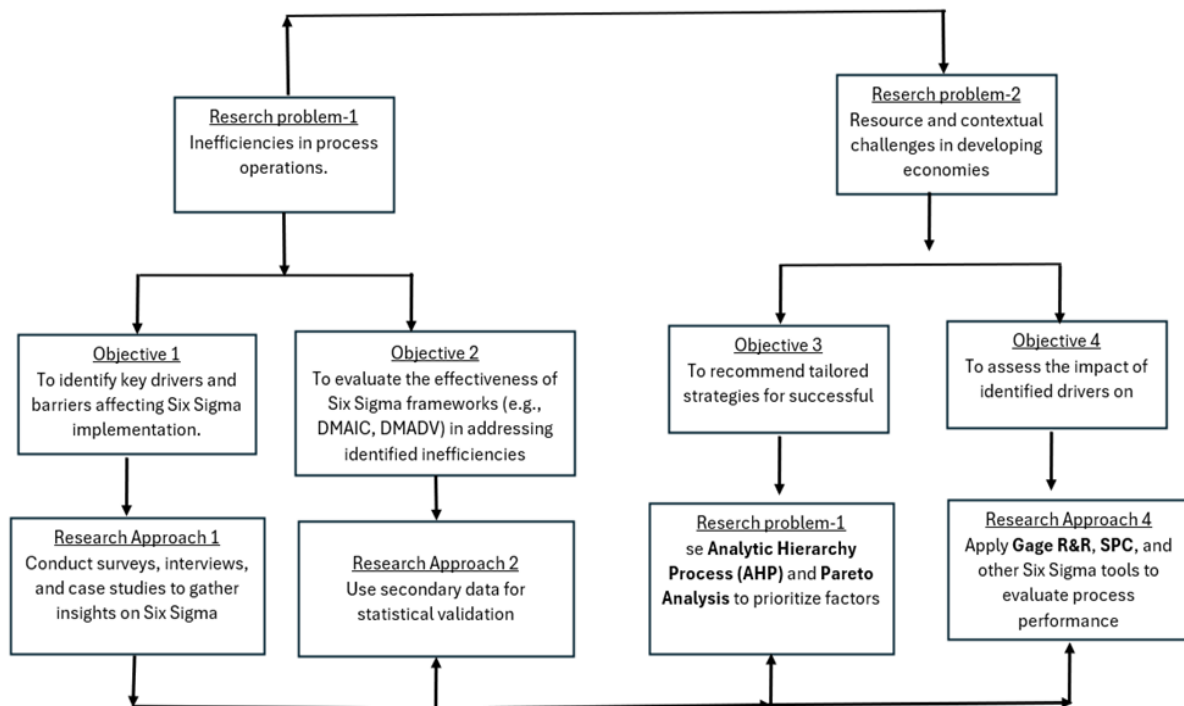 Reserch problem-1
Inefficiencies in process
operations.
Reserch problem-2
Resource and contextual
challenges in developing
economies
Objective 1
To identify key drivers and
barriers affecting Six Sigma
implementation.
Objective 2
To evaluate the effectiveness of
Six Sigma frameworks (e.g.,
DMAIC, DMADV) in addressing
identified inefficiencies
Objective 3
To recommend tailored
strategies for successful
Objective 4
To assess the impact of
identified drivers on
Research Approach 1
Conduct surveys, interviews,
and case studies to gather
insights on Six Sigma
Research Approach 2
Use secondary data for
statistical validation
Reserch problem-1
se Analytic Hierarchy
Process (AHP) and Pareto
Analysis to prioritize factors
Research Approach 4
Apply Gage R&R, SPC, and
other Six Sigma tools to
evaluate process
performance